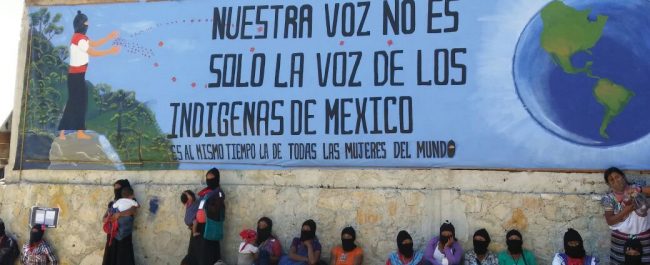 NUESTRA VOZ NO ES
SOLO LA VOZ DE LOS
INDIGENAS DE MEXICO
ES AL MISMO TIEMPO LA DE TODAS LAS MUJERES DEL MUNDO